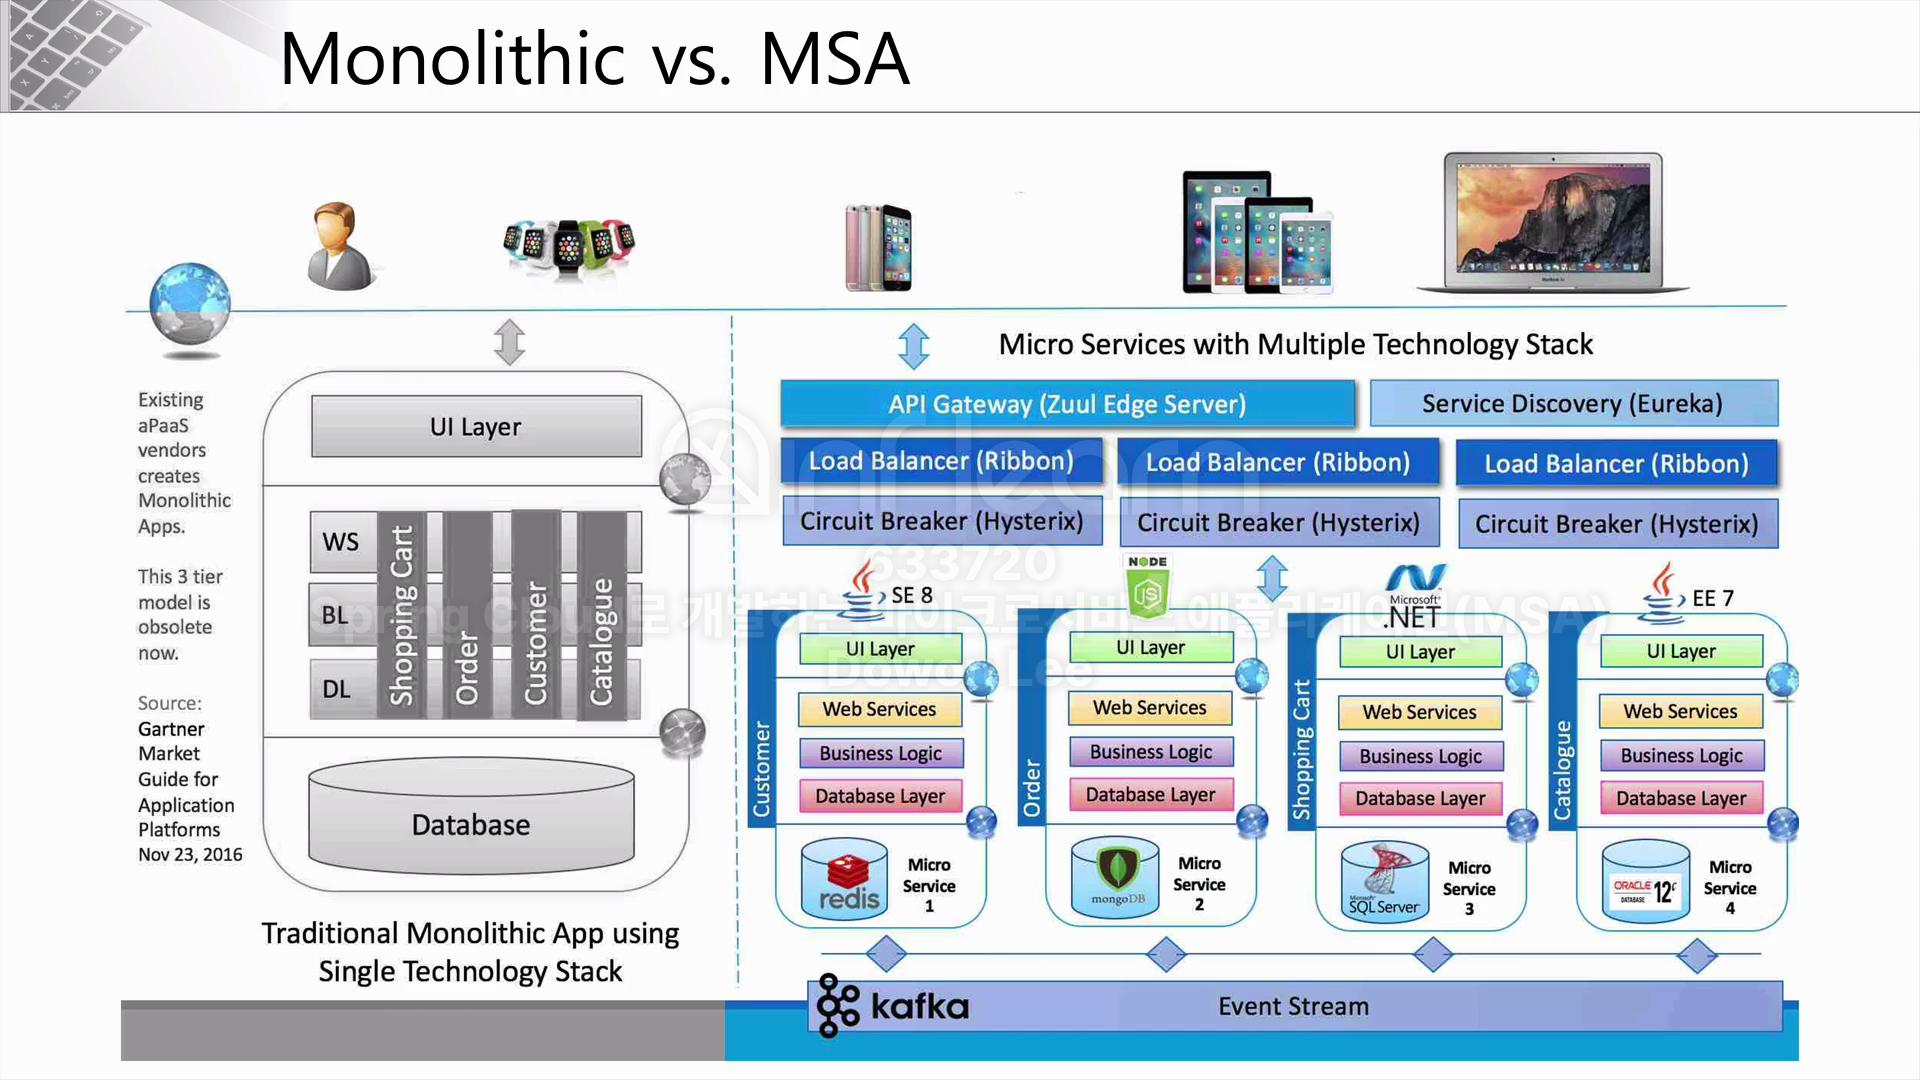 Monolithic vs. MSA
Existing
aPaaS
vendors
creates
Monolithic
Apps.
This 3 tier
model is
obsolete
now.
Source:
Gartner
Market
Guide for
Application
Platforms
Nov 23, 2016
UI Layer
WS
BL
DL
Shopping Cart
Order
Customer
Catalogue
Database
Traditional Monolithic App using
Single Technology Stack
Micro Services with Multiple Technology Stack
API Gateway (Zuul Edge Server)
Service Discovery (Eureka)
Load Balancer (Ribbon)
Load Balancer (Ribbon)
Load Balancer (Ribbon)
Circuit Breaker (Hysterix)
Circuit Breaker (Hysterix)
Circuit Breaker (Hysterix)
inflearn
633720
Spring Cloud로 개발하는 마이크로서비스 애플리케이션(MSA)
Dowon Lee
Java
SE 8
Customer
UI Layer
Web Services
Business Logic
Database Layer
redis
Micro
Service
1
NODE
JS
Order
UI Layer
Web Services
Business Logic
Database Layer
mongoDB
Micro
Service
2
Microsoft®
.NET
Shopping Cart
UI Layer
Web Services
Business Logic
Database Layer
Microsoft®
SQL Server
Micro
Service
3
Java
EE 7
Catalogue
UI Layer
Web Services
Business Logic
Database Layer
ORACLE
DATABASE
12c
Micro
Service
4
kafka
Event Stream